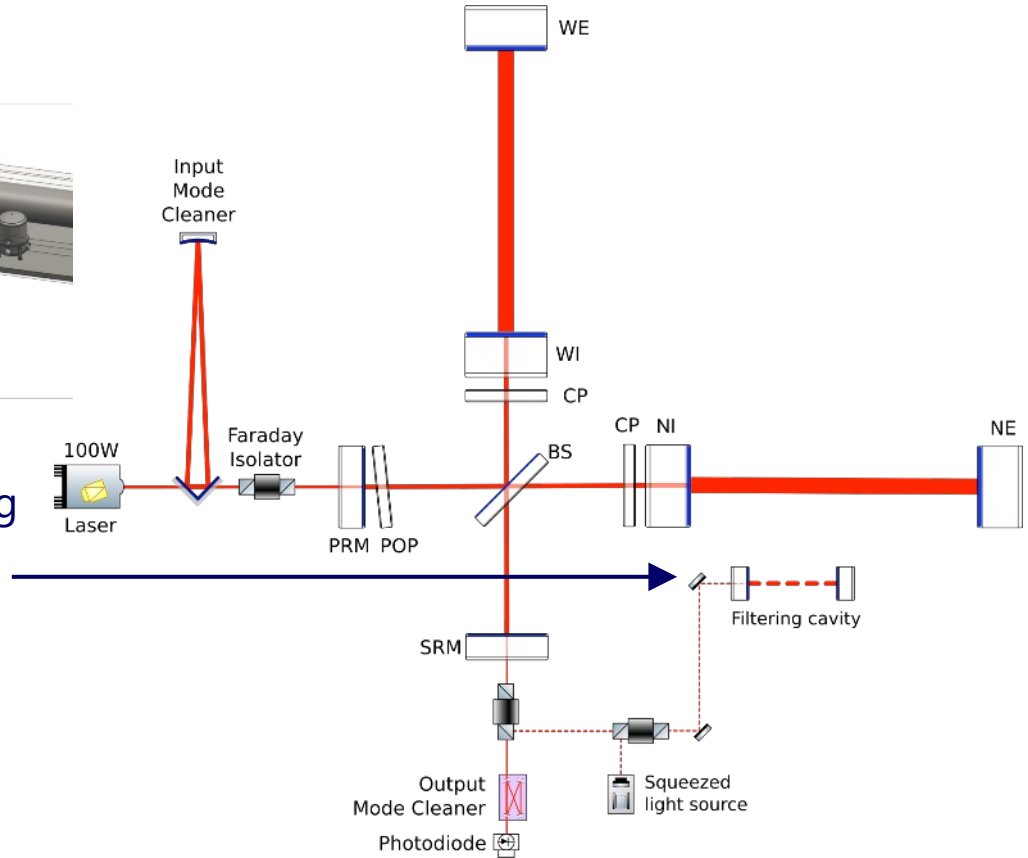 WE
Input
Mode
Cleaner
WI
CP
100W
Laser
Faraday
Isolator
PRM
POP
BS
CP
NI
NE
g
Filtering cavity
SRM
Output
Mode Cleaner
Squeezed
light source
Photodiode